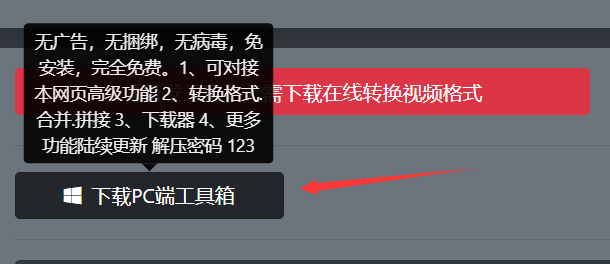 无广告，无捆绑，无病毒，免
安装，完全免费。1、可对接
本网页高级功能 2、转换格式.
合并.拼接 3、下载器 4、更多
功能陆续更新 解压密码 123
需下载在线转换视频格式
下载PC端工具箱